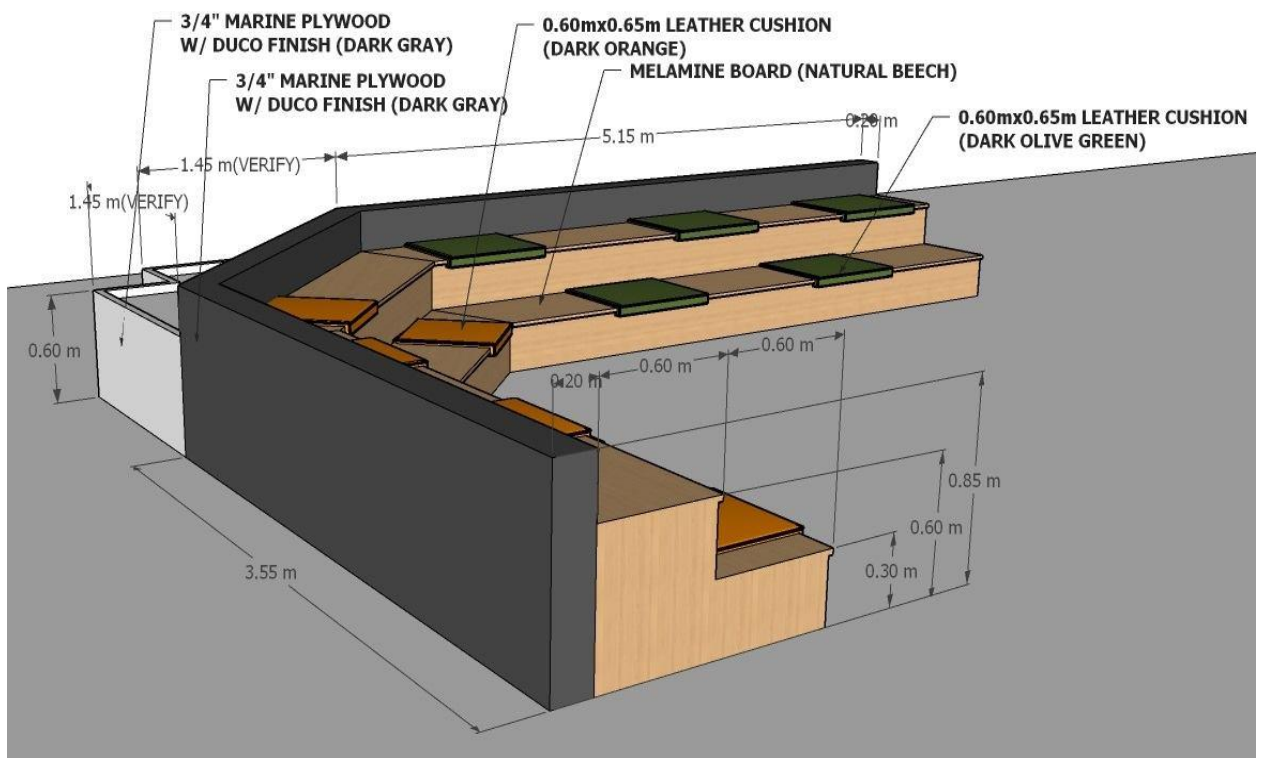 3/4" MARINE PLYWOOD
W/ DUCO FINISH (DARK GRAY)
3/4" MARINE PLYWOOD
W/ DUCO FINISH (DARK GRAY)
0.60mx0.65m LEATHER CUSHION
(DARK ORANGE)
MELAMINE BOARD (NATURAL BEECH)
0.60mx0.65m LEATHER CUSHION
(DARK OLIVE GREEN)
0.20 m
5.15 m
1.45 m(VERIFY)
1.45 m(VERIFY)
0.60 m
0.60 m
0.60 m
0.20 m
0.85 m
0.60 m
0.30 m
3.55 m